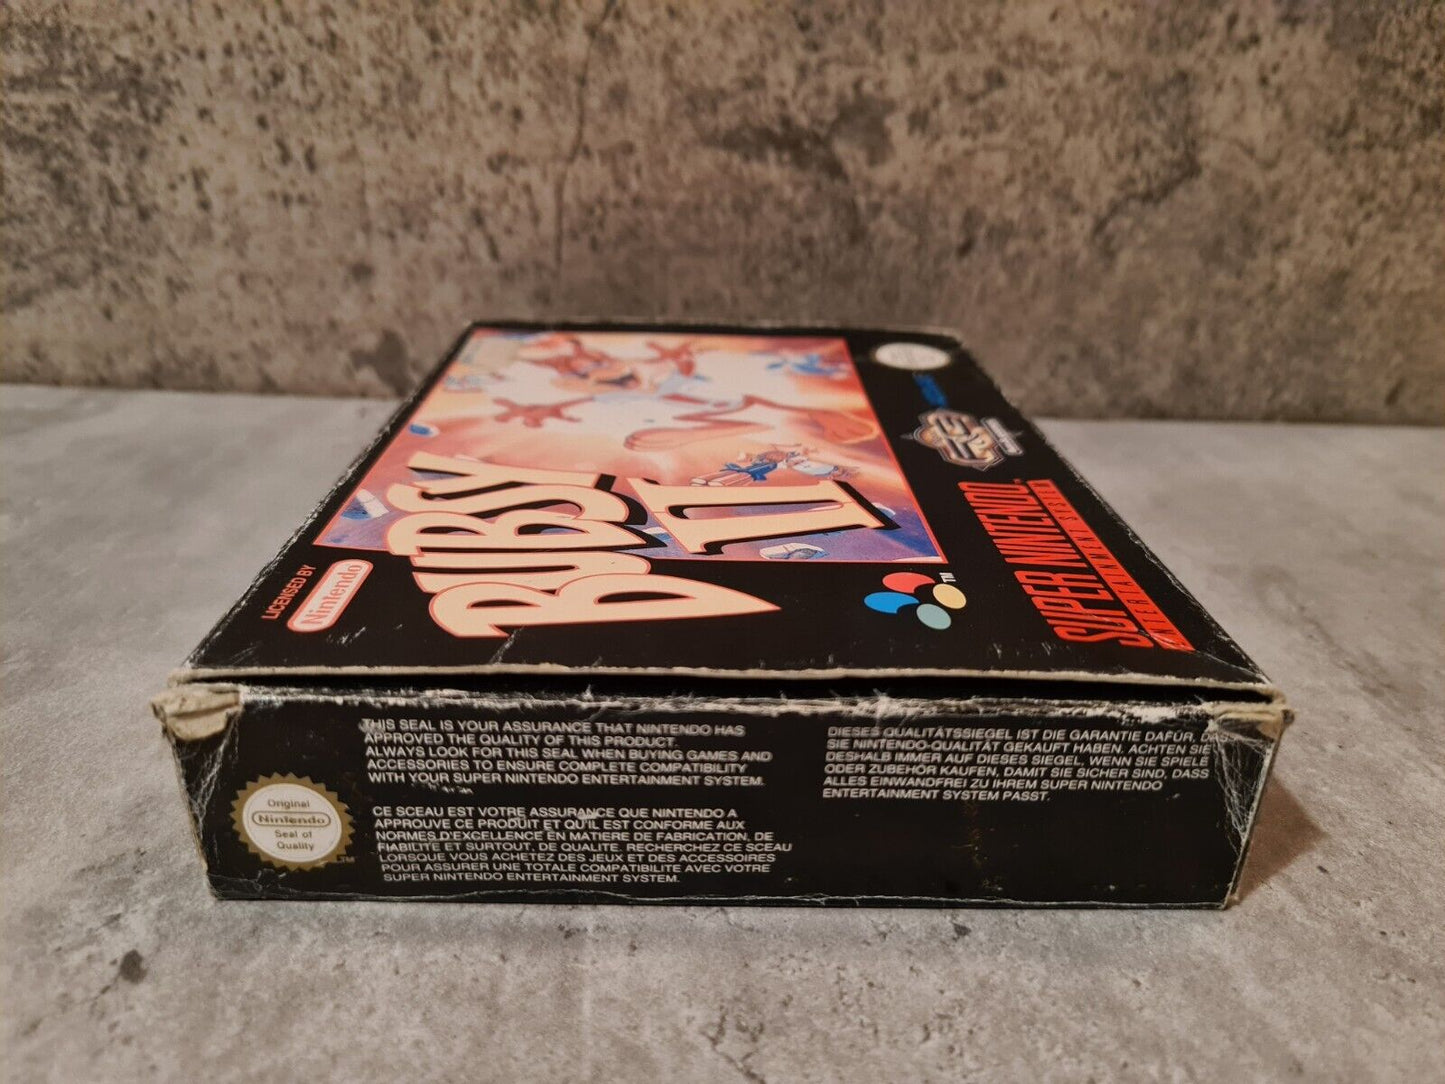 BUBSY
II
LICENSED BY
Nintendo
TM
SUPER NINTENDO
ENTERTAINMENT SYSTEM
THIS SEAL IS YOUR ASSURANCE THAT NINTENDO HAS
APPROVED THE QUALITY OF THIS PRODUCT.
ALWAYS LOOK FOR THIS SEAL WHEN BUYING GAMES AND
ACCESSORIES TO ENSURE COMPLETE COMPATIBILITY
WITH YOUR SUPER NINTENDO ENTERTAINMENT SYSTEM.
Original
Nintendo
Seal of
Quality
TM
CE SCEAU EST VOTRE ASSURANCE QUE NINTENDO A
APPROUVE CE PRODUIT ET QU'IL EST CONFORME AUX
NORMES D'EXCELLENCE EN MATIERE DE FABRICATION, DE
FIABILITE ET SURTOUT, DE QUALITE. RECHERCHEZ CE SCEAU
LORSQUE VOUS ACHETEZ DES JEUX ET DES ACCESSOIRES
POUR ASSURER UNE TOTALE COMPATIBILITE AVEC VOTRE
SUPER NINTENDO ENTERTAINMENT SYSTEM.
DIESES QUALITÄTSSIEGEL IST DIE GARANTIE DAFÜR, DAS
SIE NINTENDO-QUALITÄT GEKAUFT HABEN. ACHTEN SIE
DESHALB IMMER AUF DIESES SIEGEL, WENN SIE SPIELE
ODER ZUBEHÖR KAUFEN, DAMIT SIE SICHER SIND, DASS
ALLES EINWANDFREI ZU IHREM SUPER NINTENDO
ENTERTAINMENT SYSTEM PASST.